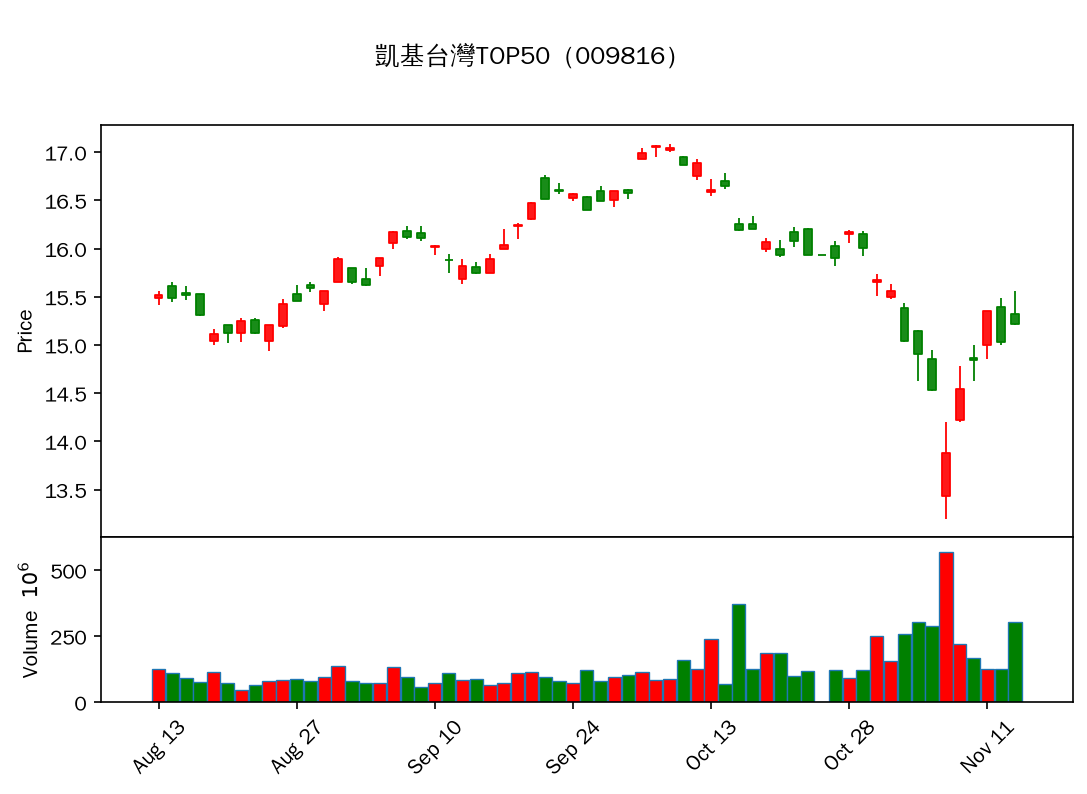 凱基台灣TOP50（009816）
Price
17.0
16.5
16.0
15.5
15.0
14.5
14.0
13.5
Volume 10⁶
500
250
0
Aug 13
Aug 27
Sep 10
Sep 24
Oct 13
Oct 28
Nov 11